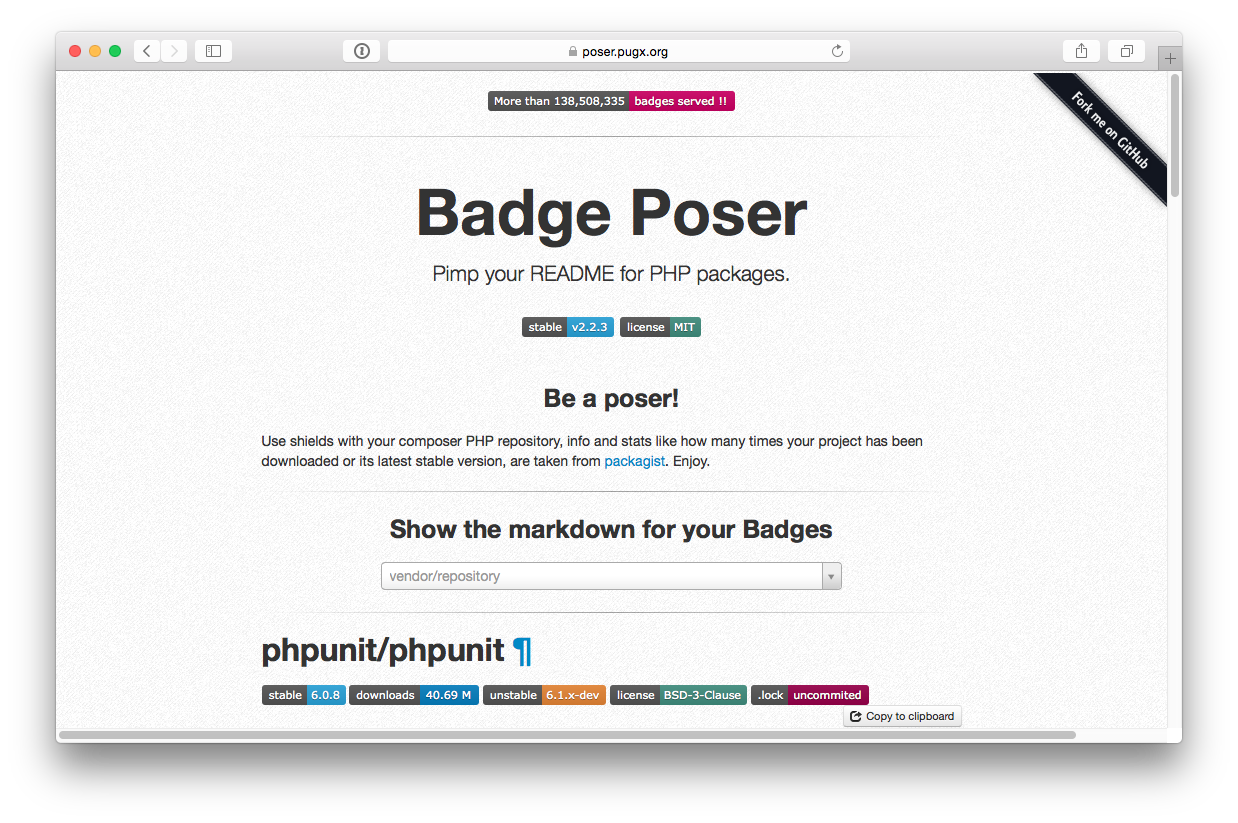 poser.pugx.org
More than 138,508,335 badges served !!
Fork me on GitHub
Badge Poser
Pimp your README for PHP packages.
stable v2.2.3 license MIT
Be a poser!
Use shields with your composer PHP repository, info and stats like how many times your project has been
downloaded or its latest stable version, are taken from packagist. Enjoy.
Show the markdown for your Badges
vendor/repository
phpunit/phpunit ¶
stable 6.0.8 downloads 40.69 M unstable 6.1.x-dev license BSD-3-Clause .lock uncommited
Copy to clipboard